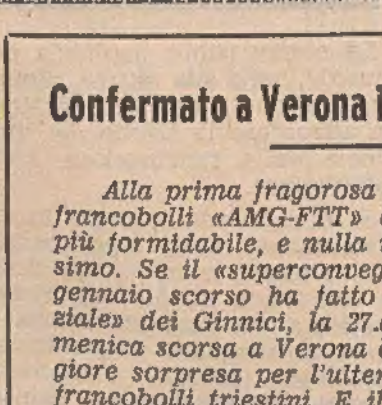 Confermato a Verona
Alla prima fragorosa
francobolli «AMG-FTT»
più formidabile, e nulla
simo. Se il «superconveg
gennaio scorso ha fatto
ziale» dei Ginnici, la 27.
menica scorsa a Verona
giore sorpresa per l'ulter
francobolli triestini. E il